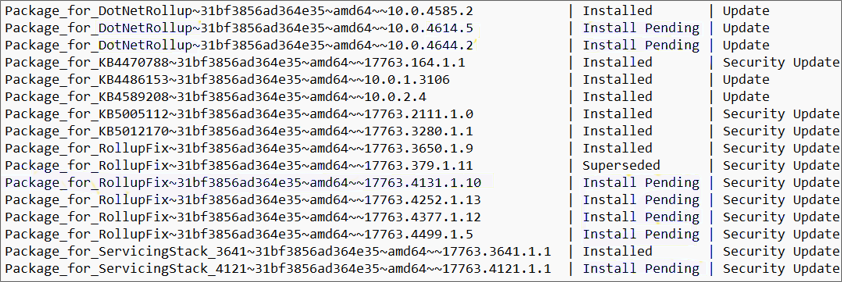 Package_for_DotNetRollup~31bf3856ad364e35~amd64~~10.0.4585.2 | Installed | Update
Package_for_DotNetRollup~31bf3856ad364e35~amd64~~10.0.4614.5 | Install Pending | Update
Package_for_DotNetRollup~31bf3856ad364e35~amd64~~10.0.4644.2 | Install Pending | Update
Package_for_KB4470788~31bf3856ad364e35~amd64~~17763.164.1.1 | Installed | Security Update
Package_for_KB4486153~31bf3856ad364e35~amd64~~10.0.1.3106 | Installed | Update
Package_for_KB4589208~31bf3856ad364e35~amd64~~10.0.2.4 | Installed | Update
Package_for_KB5005112~31bf3856ad364e35~amd64~~17763.2111.1.0 | Installed | Security Update
Package_for_KB5012170~31bf3856ad364e35~amd64~~17763.3280.1.1 | Installed | Security Update
Package_for_RollupFix~31bf3856ad364e35~amd64~~17763.3650.1.9 | Installed | Security Update
Package_for_RollupFix~31bf3856ad364e35~amd64~~17763.379.1.11 | Superseded | Security Update
Package_for_RollupFix~31bf3856ad364e35~amd64~~17763.4131.1.10 | Install Pending | Security Update
Package_for_RollupFix~31bf3856ad364e35~amd64~~17763.4252.1.13 | Install Pending | Security Update
Package_for_RollupFix~31bf3856ad364e35~amd64~~17763.4377.1.12 | Install Pending | Security Update
Package_for_RollupFix~31bf3856ad364e35~amd64~~17763.4499.1.5 | Install Pending | Security Update
Package_for_ServicingStack_3641~31bf3856ad364e35~amd64~~17763.3641.1.1 | Installed | Security Update
Package_for_ServicingStack_4121~31bf3856ad364e35~amd64~~17763.4121.1.1 | Install Pending | Security Update